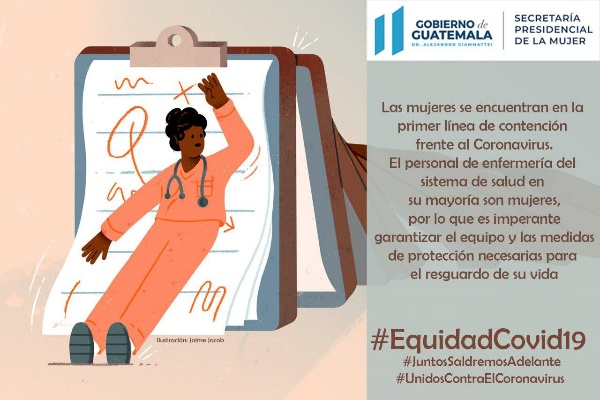 GOBIERNO de
GUATEMALA
DR. ALEJANDRO GIAMMATTEI
SECRETARÍA
PRESIDENCIAL
DE LA MUJER
Las mujeres se encuentran en la
primer línea de contención
frente al Coronavirus.
El personal de enfermería del
sistema de salud en
su mayoría son mujeres,
por lo que es imperante
garantizar el equipo y las medidas
de protección necesarias para
el resguardo de su vida
Ilustración: Jaime Jacob
#EquidadCovid19
#JuntosSaldremosAdelante
#UnidosContraElCoronavirus